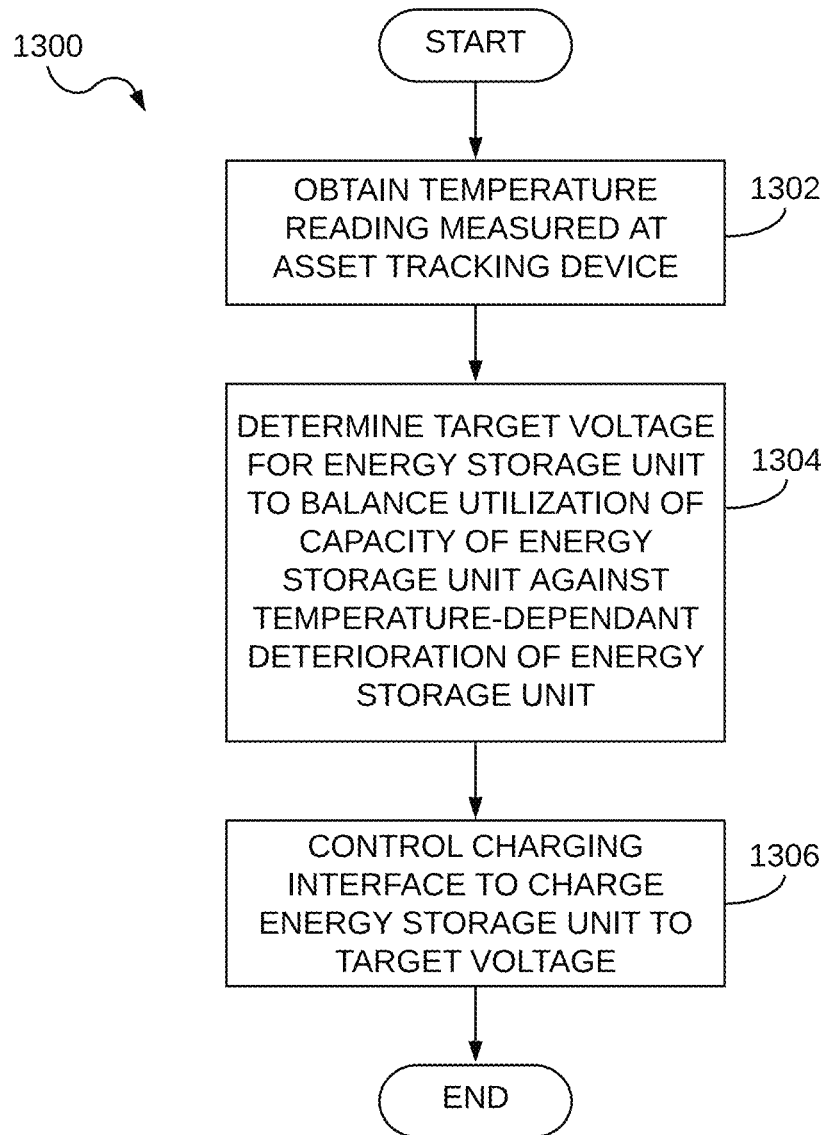 1300
START
OBTAIN TEMPERATURE
READING MEASURED AT
ASSET TRACKING DEVICE
1302
DETERMINE TARGET VOLTAGE
FOR ENERGY STORAGE UNIT
TO BALANCE UTILIZATION OF
CAPACITY OF ENERGY
STORAGE UNIT AGAINST
TEMPERATURE-DEPENDANT
DETERIORATION OF ENERGY
STORAGE UNIT
1304
CONTROL CHARGING
INTERFACE TO CHARGE
ENERGY STORAGE UNIT TO
TARGET VOLTAGE
1306
END